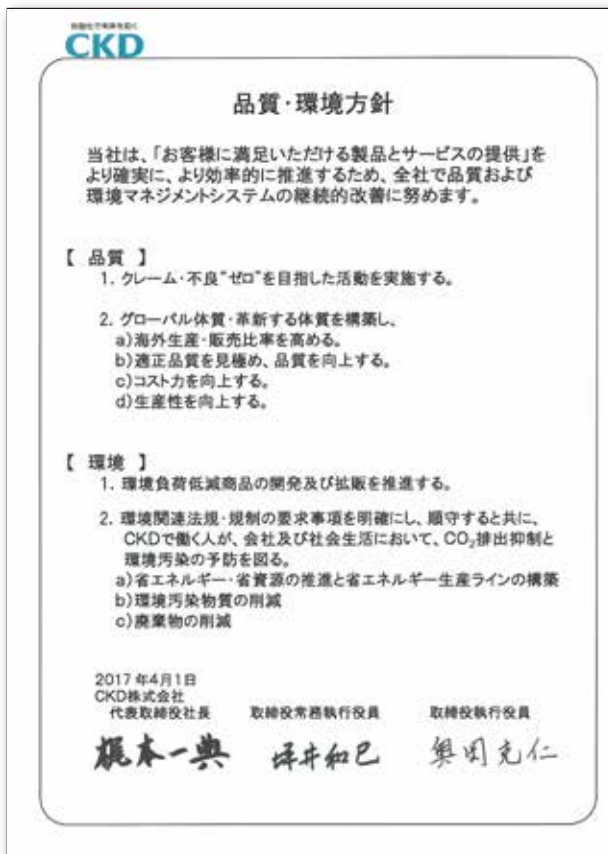 CKD
品質・環境方針
当社は、「お客様に満足いただける製品とサービスの提供」を
より確実に、より効率的に推進するため、全社で品質および
環境マネジメントシステムの継続的改善に努めます。
【 品質 】
1. クレーム・不良“ゼロ”を目指した活動を実施する。
2. グローバル体質・革新する体質を構築し、
a)海外生産・販売比率を高める。
b)適正品質を見極め、品質を向上する。
c)コスト力を向上する。
d)生産性を向上する。
【 環境 】
1. 環境負荷低減商品の開発及び拡販を推進する。
2. 環境関連法規・規制の要求事項を明確にし、順守すると共に、
CKDで働く人が、会社及び社会生活において、CO₂排出抑制と
環境汚染の予防を図る。
a)省エネルギー・省資源の推進と省エネルギー生産ラインの構築
b)環境汚染物質の削減
c)廃棄物の削減
2017年4月1日
CKD株式会社
代表取締役社長 取締役常務執行役員 取締役執行役員
梶本一典 坪井和巳 奥岡克仁